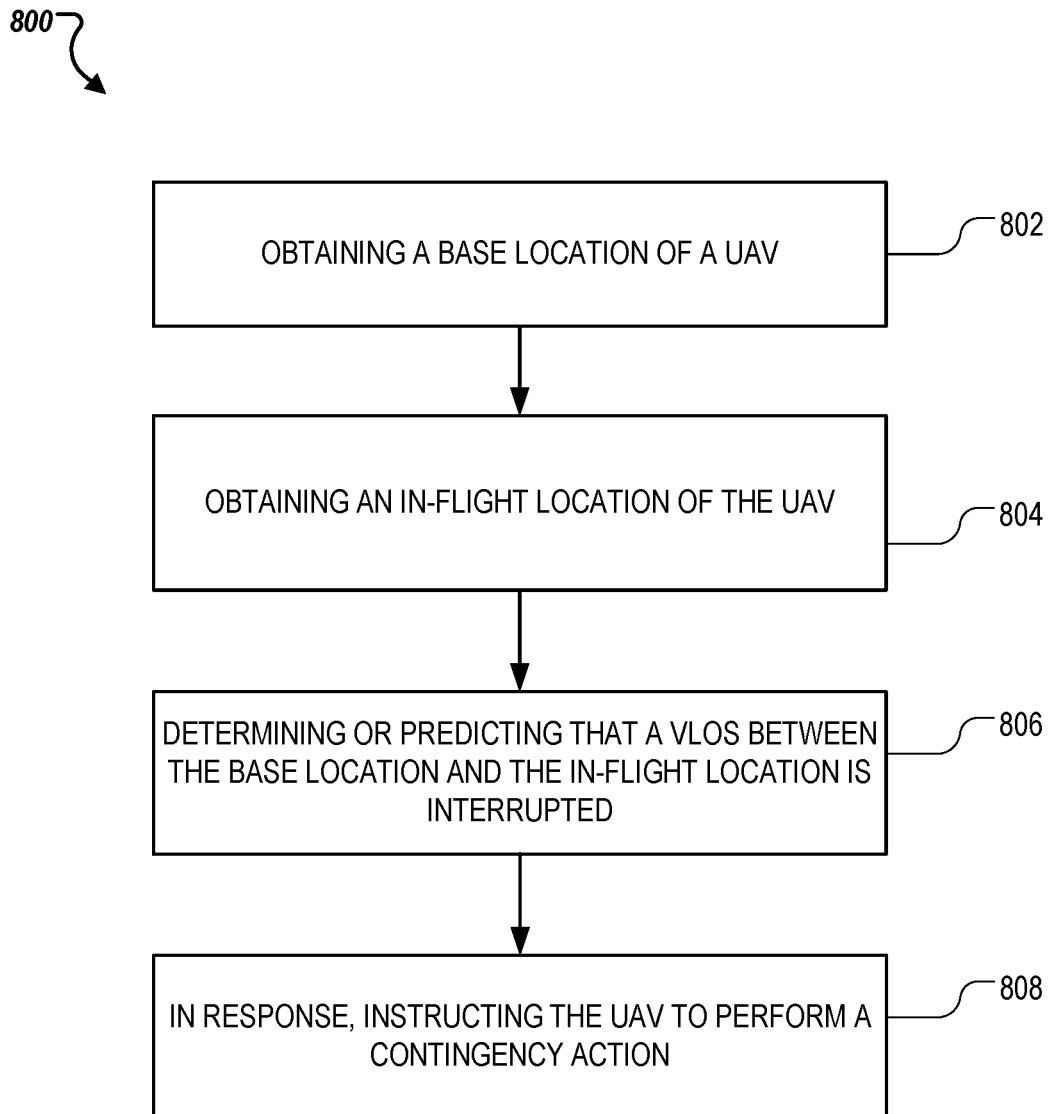 800
OBTAINING A BASE LOCATION OF A UAV
802
OBTAINING AN IN-FLIGHT LOCATION OF THE UAV
804
DETERMINING OR PREDICTING THAT A VLOS BETWEEN
THE BASE LOCATION AND THE IN-FLIGHT LOCATION IS
INTERRUPTED
806
IN RESPONSE, INSTRUCTING THE UAV TO PERFORM A
CONTINGENCY ACTION
808